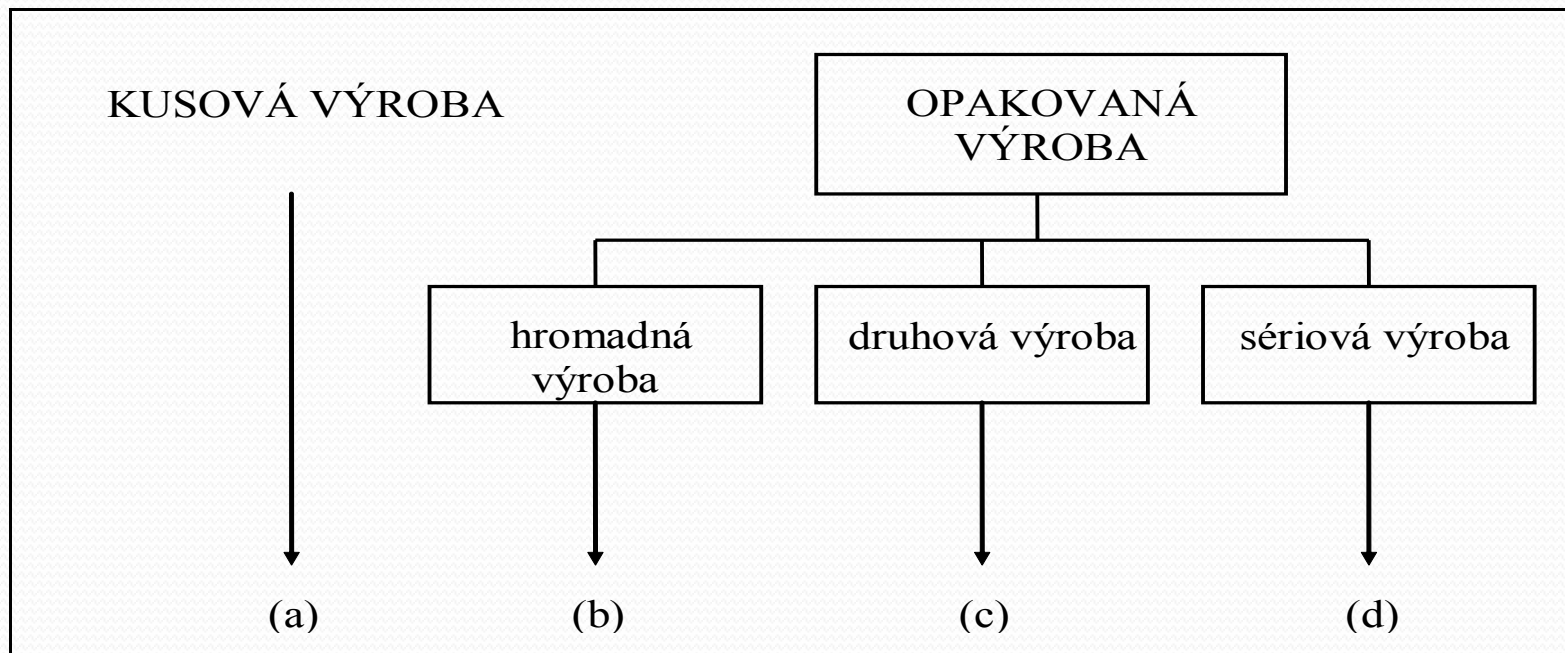 KUSOVÁ VÝROBA
OPAKOVANÁ
VÝROBA
hromadná
výroba
druhová výroba
sériová výroba
(a)
(b)
(c)
(d)